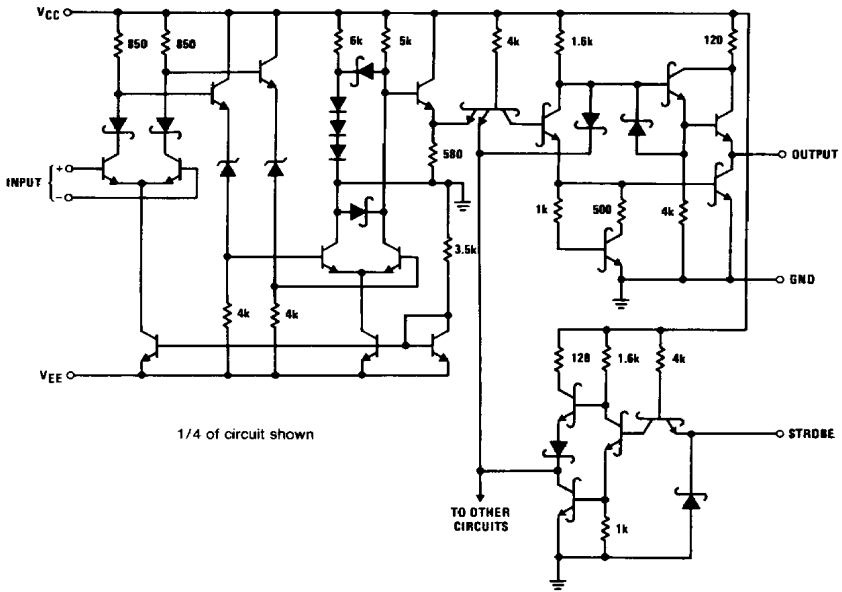 VCC
850
850
6k
5k
4k
1.6k
120
580
INPUT
+
−
OUTPUT
1k
500
4k
3.5k
GND
4k
4k
VEE
128
1.6k
4k
1/4 of circuit shown
STROBE
TO OTHER
CIRCUITS
1k